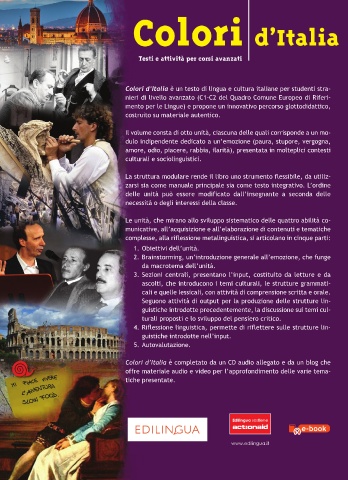 Colori d'Italia
Testi e attività per corsi avanzati
Colori d'Italia è un testo di lingua e cultura italiane per studenti stra-
nieri di livello avanzato (C1-C2 del Quadro Comune Europeo di Riferi-
mento per le Lingue) e propone un innovativo percorso glottodidattico,
costruito su materiale autentico.
Il volume consta di otto unità, ciascuna delle quali corrisponde a un mo-
dulo indipendente dedicato a un'emozione (paura, stupore, vergogna,
amore, odio, piacere, rabbia, ilarità), presentata in molteplici contesti
culturali e sociolinguistici.
La struttura modulare rende il libro uno strumento flessibile, da utiliz-
zarsi sia come manuale principale sia come testo integrativo. L'ordine
delle unità può essere modificato dall'insegnante a seconda delle
necessità o degli interessi della classe.
Le unità, che mirano allo sviluppo sistematico delle quattro abilità co-
municative, all'acquisizione e all'elaborazione di contenuti e tematiche
complesse, alla riflessione metalinguistica, si articolano in cinque parti:
1. Obiettivi dell'unità.
2. Brainstorming, un'introduzione generale all'emozione, che funge
da macrotema dell'unità.
3. Sezioni centrali, presentano l'input, costituito da letture e da
ascolti, che introducono i temi culturali, le strutture grammati-
cali e quelle lessicali, con attività di comprensione scritta e orale.
Seguono attività di output per la produzione delle strutture lin-
guistiche introdotte precedentemente, la discussione sui temi cul-
turali proposti e lo sviluppo del pensiero critico.
4. Riflessione linguistica, permette di riflettere sulle strutture lin-
guistiche introdotte nell'input.
5. Autovalutazione.
Colori d'Italia è completato da un CD audio allegato e da un blog che
offre materiale audio e video per l'approfondimento delle varie tema-
tiche presentate.
EDILINGUA
Edilingua sostiene
actionaid
e-book
www.edilingua.it